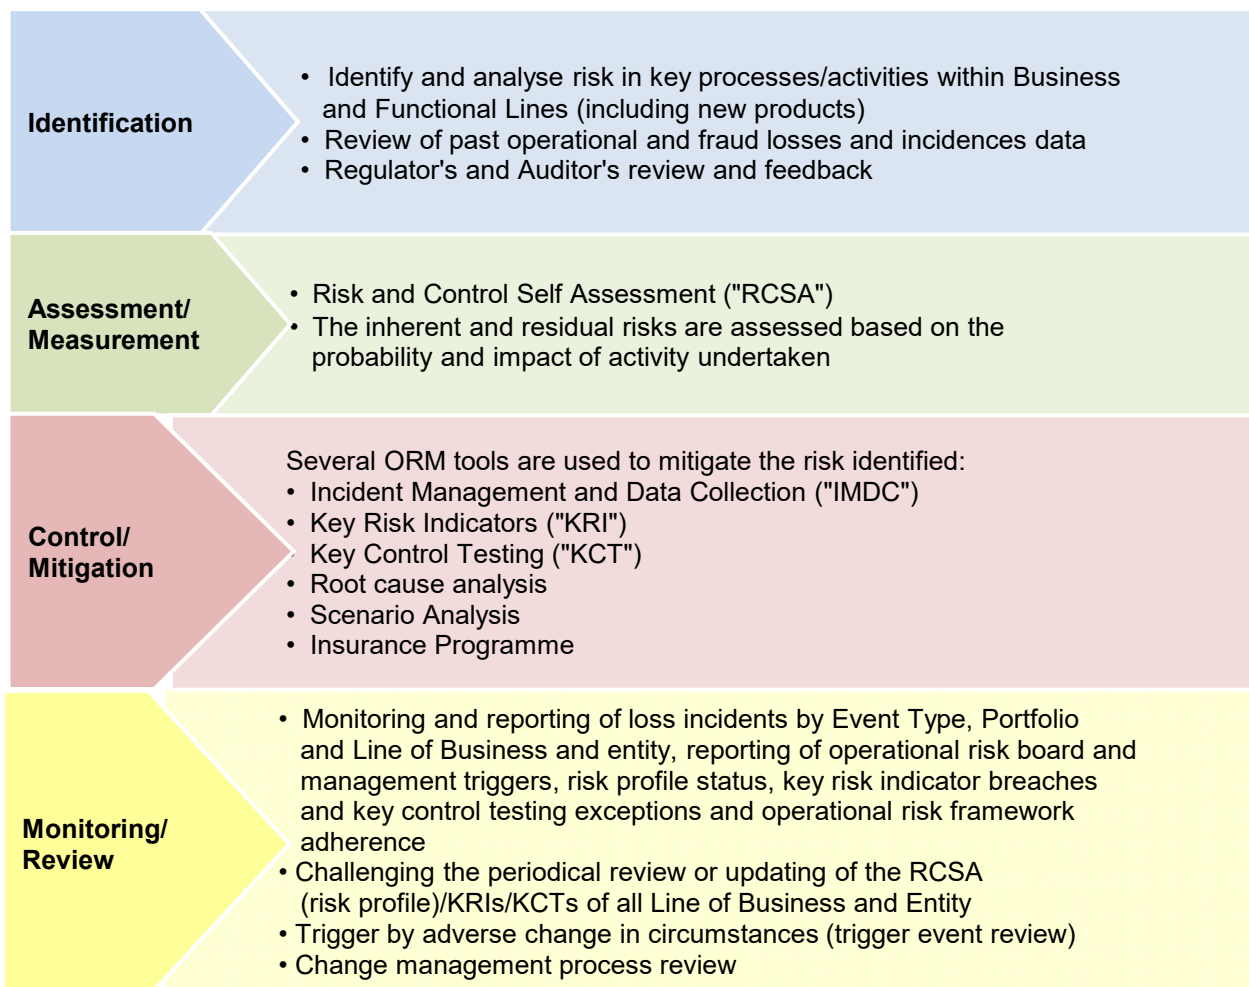 Identification
• Identify and analyse risk in key processes/activities within Business
and Functional Lines (including new products)
• Review of past operational and fraud losses and incidences data
• Regulator's and Auditor's review and feedback
Assessment/
Measurement
• Risk and Control Self Assessment ("RCSA")
• The inherent and residual risks are assessed based on the
probability and impact of activity undertaken
Control/
Mitigation
Several ORM tools are used to mitigate the risk identified:
• Incident Management and Data Collection ("IMDC")
• Key Risk Indicators ("KRI")
• Key Control Testing ("KCT")
• Root cause analysis
• Scenario Analysis
• Insurance Programme
Monitoring/
Review
• Monitoring and reporting of loss incidents by Event Type, Portfolio
and Line of Business and entity, reporting of operational risk board and
management triggers, risk profile status, key risk indicator breaches
and key control testing exceptions and operational risk framework
adherence
• Challenging the periodical review or updating of the RCSA
(risk profile)/KRIs/KCTs of all Line of Business and Entity
• Trigger by adverse change in circumstances (trigger event review)
• Change management process review